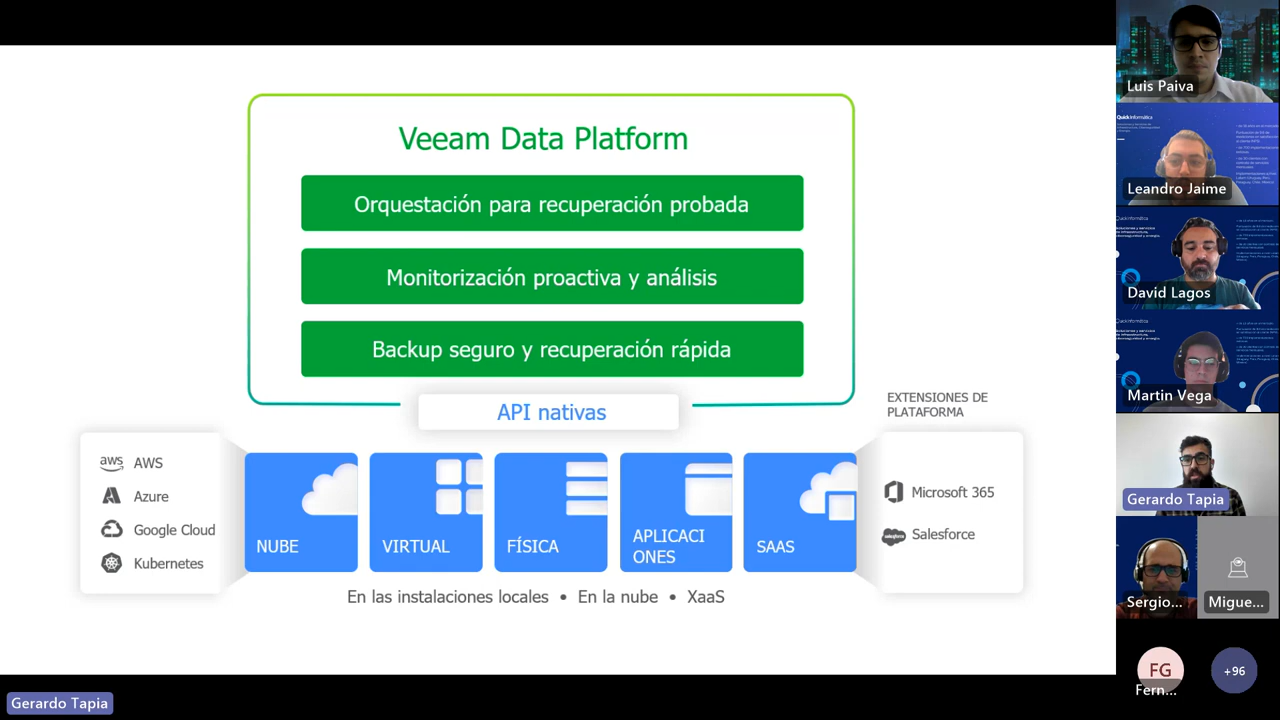 Veeam Data Platform
Orquestación para recuperación probada
Monitorización proactiva y análisis
Backup seguro y recuperación rápida
API nativas
EXTENSIONES DE
PLATAFORMA
aws AWS
Azure
Google Cloud
Kubernetes
NUBE
VIRTUAL
FÍSICA
APLICACI
ONES
SAAS
Microsoft 365
salesforce Salesforce
En las instalaciones locales • En la nube • XaaS
Gerardo Tapia
Luis Paiva
QuickInformática
Leandro Jaime
David Lagos
Martin Vega
Gerardo Tapia
Sergio...
Migue...
FG
Fern...
+96